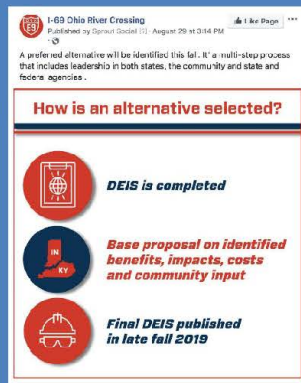 I-69 Ohio River Crossing
Like Page
Published by Sprout Social [?] · August 29 at 3:14 PM
A preferred alternative will be identified this fall. It' a multi-step process
that includes leadership in both states, the community and state and
federal agencies.
How is an alternative selected?
DEIS is completed
IN
KY
Base proposal on identified
benefits, impacts, costs
and community input
Final DEIS published
in late fall 2019